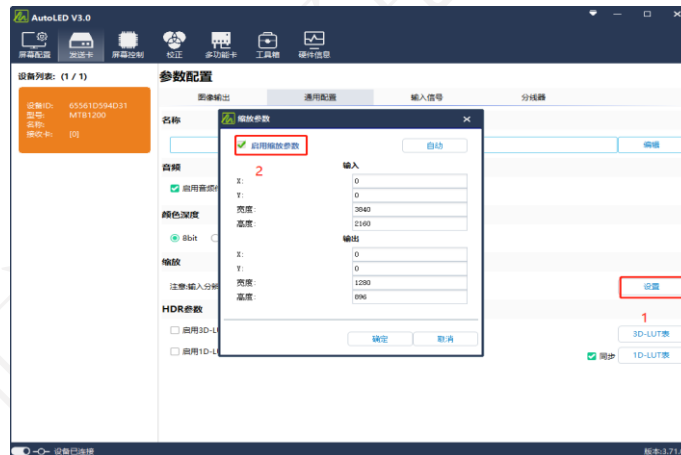 AutoLED V3.0
屏幕配置 发送卡 屏幕控制 校正 多功能卡 工具箱 硬件信息
设备列表: (1 / 1)
设备ID: 65561D594D31
型号: MTB1200
名称:
接收卡: [0]
参数配置
图像输出 通用配置 输入信号 分线器
名称
编辑
音频
启用音频
颜色深度
8bit
缩放
注意:输入分辨
设置
1
HDR参数
启用3D-LU
3D-LUT表
启用1D-LU
同步 1D-LUT表
缩放参数
启用缩放参数 自动
2
输入
X: 0
Y: 0
宽度: 3840
高度: 2160
输出
X: 0
Y: 0
宽度: 1280
高度: 896
确定 取消
设备已连接 版本:3.71.